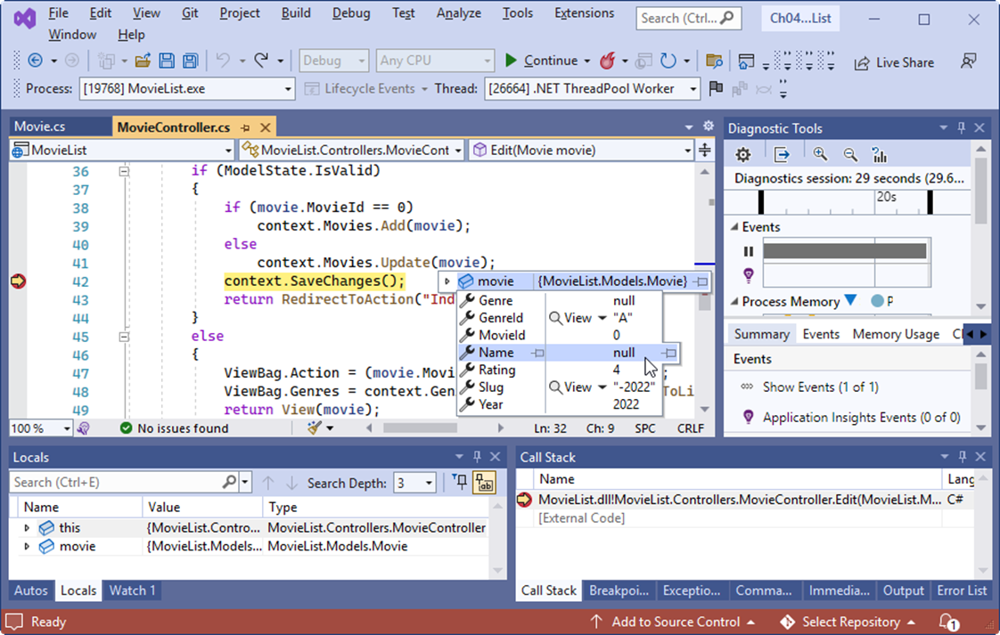 File Edit View Git Project Build Debug Test Analyze Tools Extensions Search (Ctrl... Ch04...List
Window Help
Debug Any CPU Continue Live Share
Process: [19768] MovieList.exe Lifecycle Events Thread: [26664] .NET ThreadPool Worker
Movie.cs MovieController.cs
MovieList MovieList.Controllers.MovieCont Edit(Movie movie)
36 if (ModelState.IsValid)
37 {
38 if (movie.MovieId == 0)
39 context.Movies.Add(movie);
40 else
41 context.Movies.Update(movie);
42 context.SaveChanges();
43 return RedirectToAction("Ind
44 }
45 else
46 {
47 ViewBag.Action = (movie.Movi ;
48 ViewBag.Genres = context.Gen ToLi
49 return View(movie);
movie {MovieList.Models.Movie}
Genre null
GenreId View "A"
MovieId 0
Name null
Rating 4
Slug View "-2022"
Year 2022
100 % No issues found Ln: 32 Ch: 9 SPC CRLF
Diagnostic Tools
Diagnostics session: 29 seconds (29.6...
20s
Events
Process Memory P
Summary Events Memory Usage
Events
Show Events (1 of 1)
Application Insights Events (0 of 0)
Locals
Search (Ctrl+E) Search Depth: 3
Name Value Type
this {MovieList.Contro... MovieList.Controllers.MovieController
movie {MovieList.Models... MovieList.Models.Movie
Autos Locals Watch 1
Call Stack
Name Lang
MovieList.dll!MovieList.Controllers.MovieController.Edit(MovieList.M... C#
[External Code]
Call Stack Breakpoi... Exceptio... Comma... Immedia... Output Error List
Ready Add to Source Control Select Repository 1